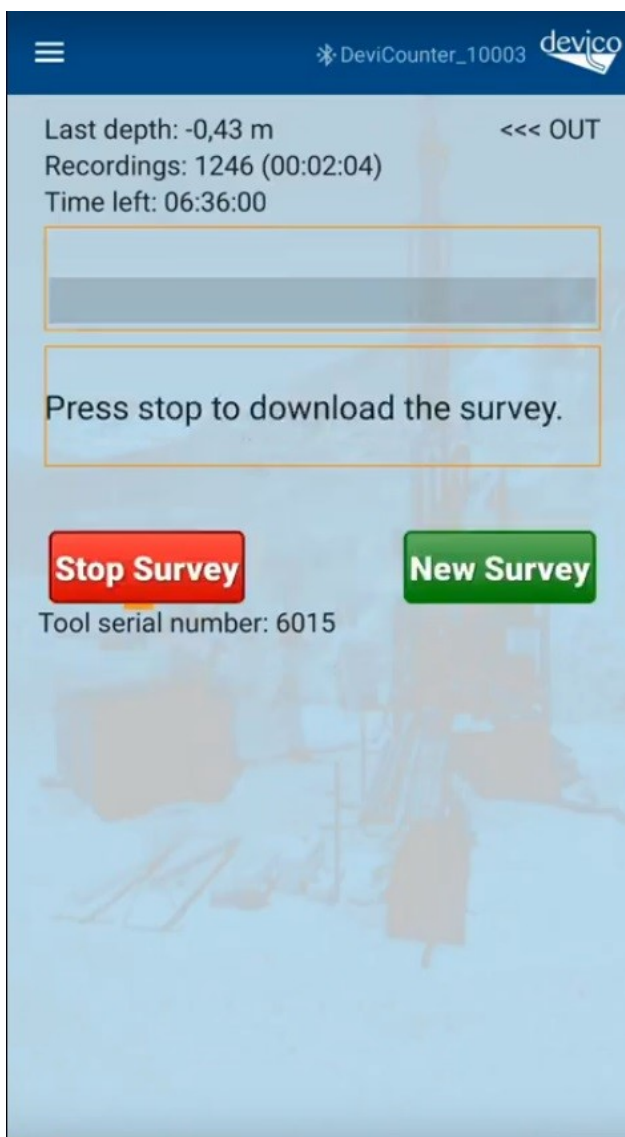 DeviCounter_10003 devico
Last depth: -0,43 m <<< OUT
Recordings: 1246 (00:02:04)
Time left: 06:36:00
Press stop to download the survey.
Stop Survey New Survey
Tool serial number: 6015